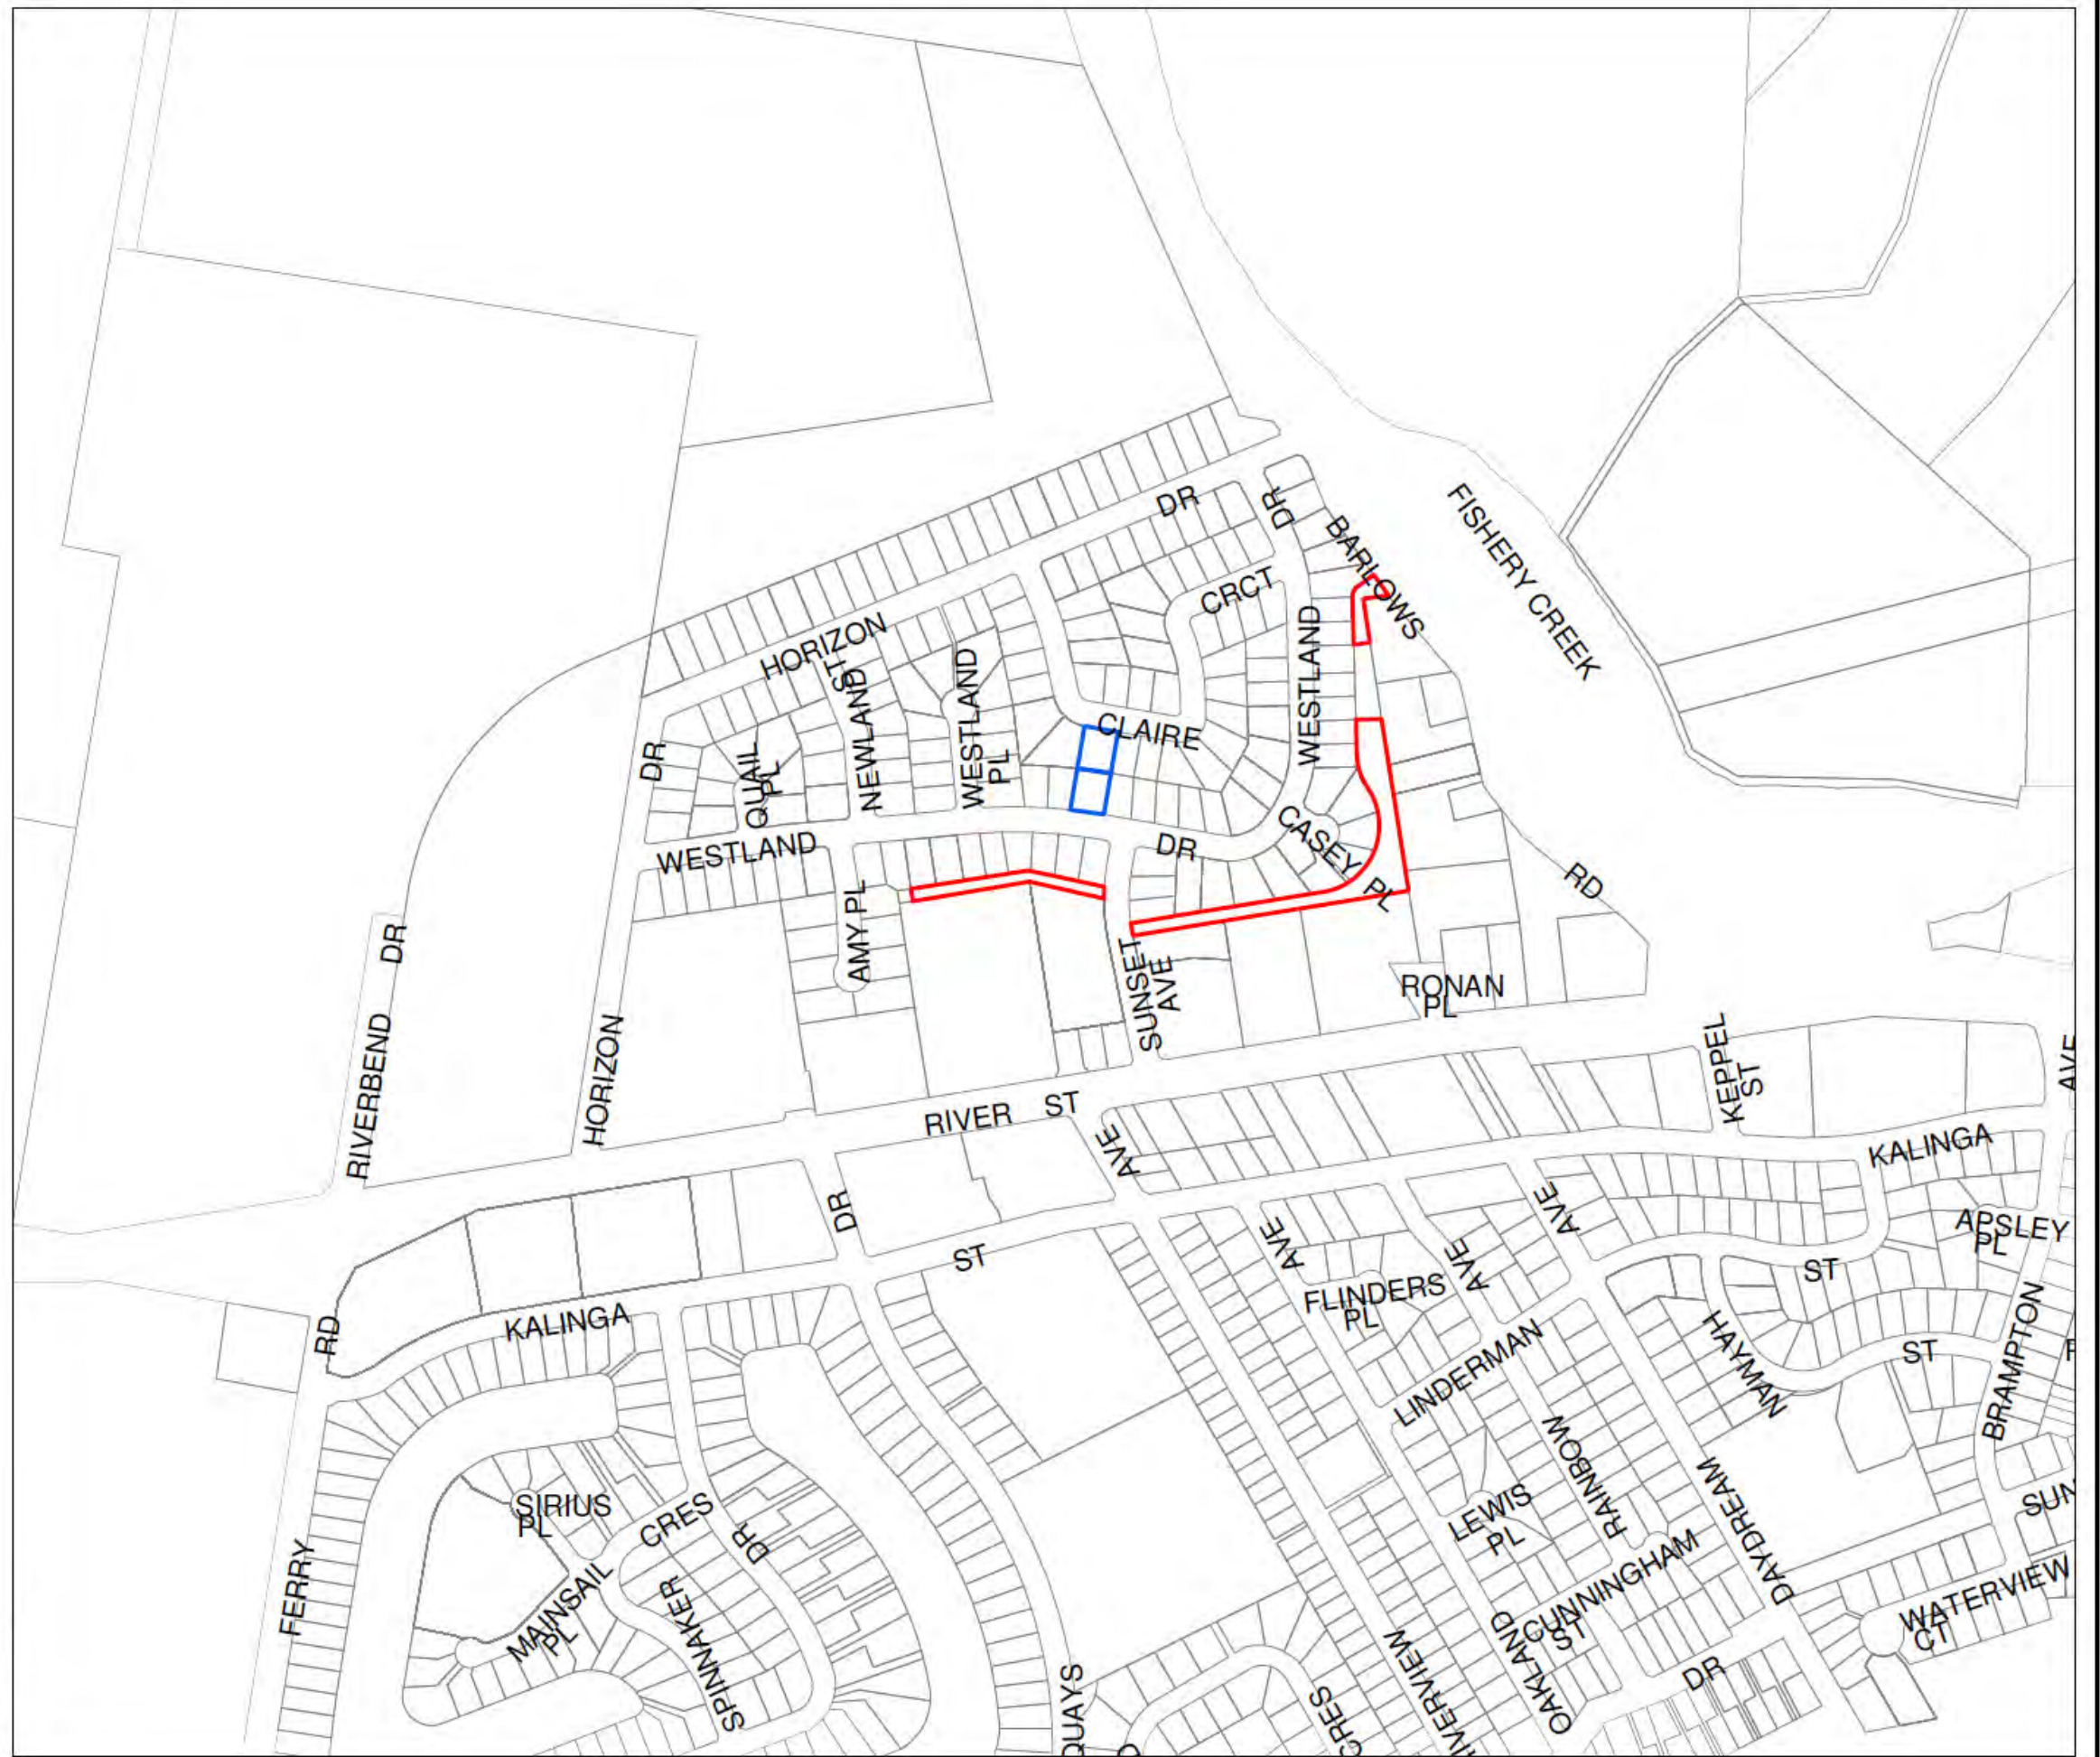 DR
DR
BARLOWS
FISHERY CREEK
CRCT
HORIZON
ST
NEWLAND
WESTLAND
PL
WESTLAND
CLAIRE
DR
QUAIL
PL
WESTLAND
DR
CASEY
PL
RD
AMY PL
DR
SUNSET
AVE
RONAN
PL
RIVERBEND
HORIZON
RIVER ST
AVE
KEPPEL
ST
AVE
KALINGA
DR
ST
AVE
AVE
AVE
APSLEY
PL
ST
FLINDERS
PL
RD
KALINGA
LINDERMAN
HAYMAN
ST
BRAMPTON
RAINBOW
DAYDREAM
SIRIUS
PL
CRES
DR
LEWIS
PL
SUN
FERRY
MAINSAIL
PL
SPINNAKER
CUNNINGHAM
ST
WATERVIEW
CT
QUAYS
CRES
RIVERVIEW
OAKLAND
DR